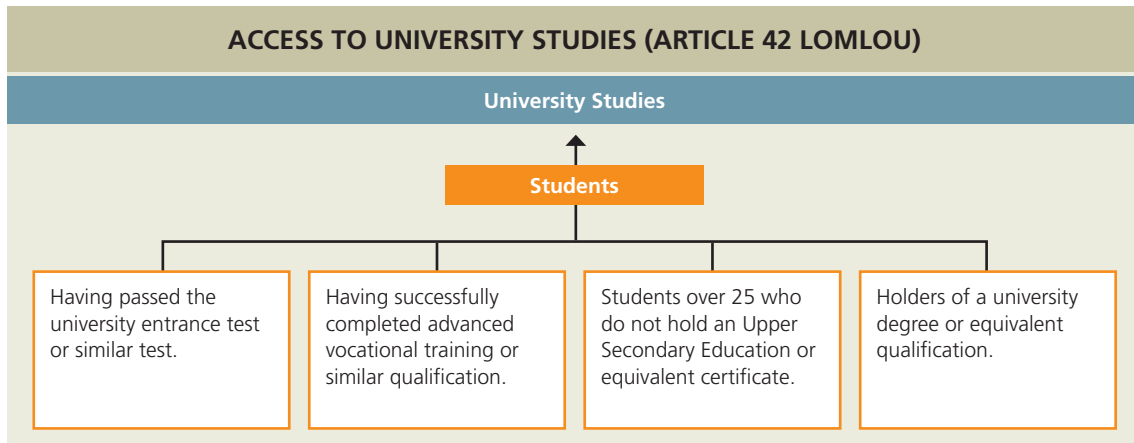 ACCESS TO UNIVERSITY STUDIES (ARTICLE 42 LOMLOU)
University Studies
Students
Having passed the
university entrance test
or similar test.
Having successfully
completed advanced
vocational training or
similar qualification.
Students over 25 who
do not hold an Upper
Secondary Education or
equivalent certificate.
Holders of a university
degree or equivalent
qualification.